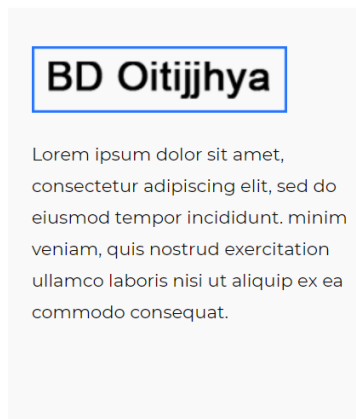 BD Oitijjhya
Lorem ipsum dolor sit amet,
consectetur adipiscing elit, sed do
eiusmod tempor incididunt. minim
veniam, quis nostrud exercitation
ullamco laboris nisi ut aliquip ex ea
commodo consequat.